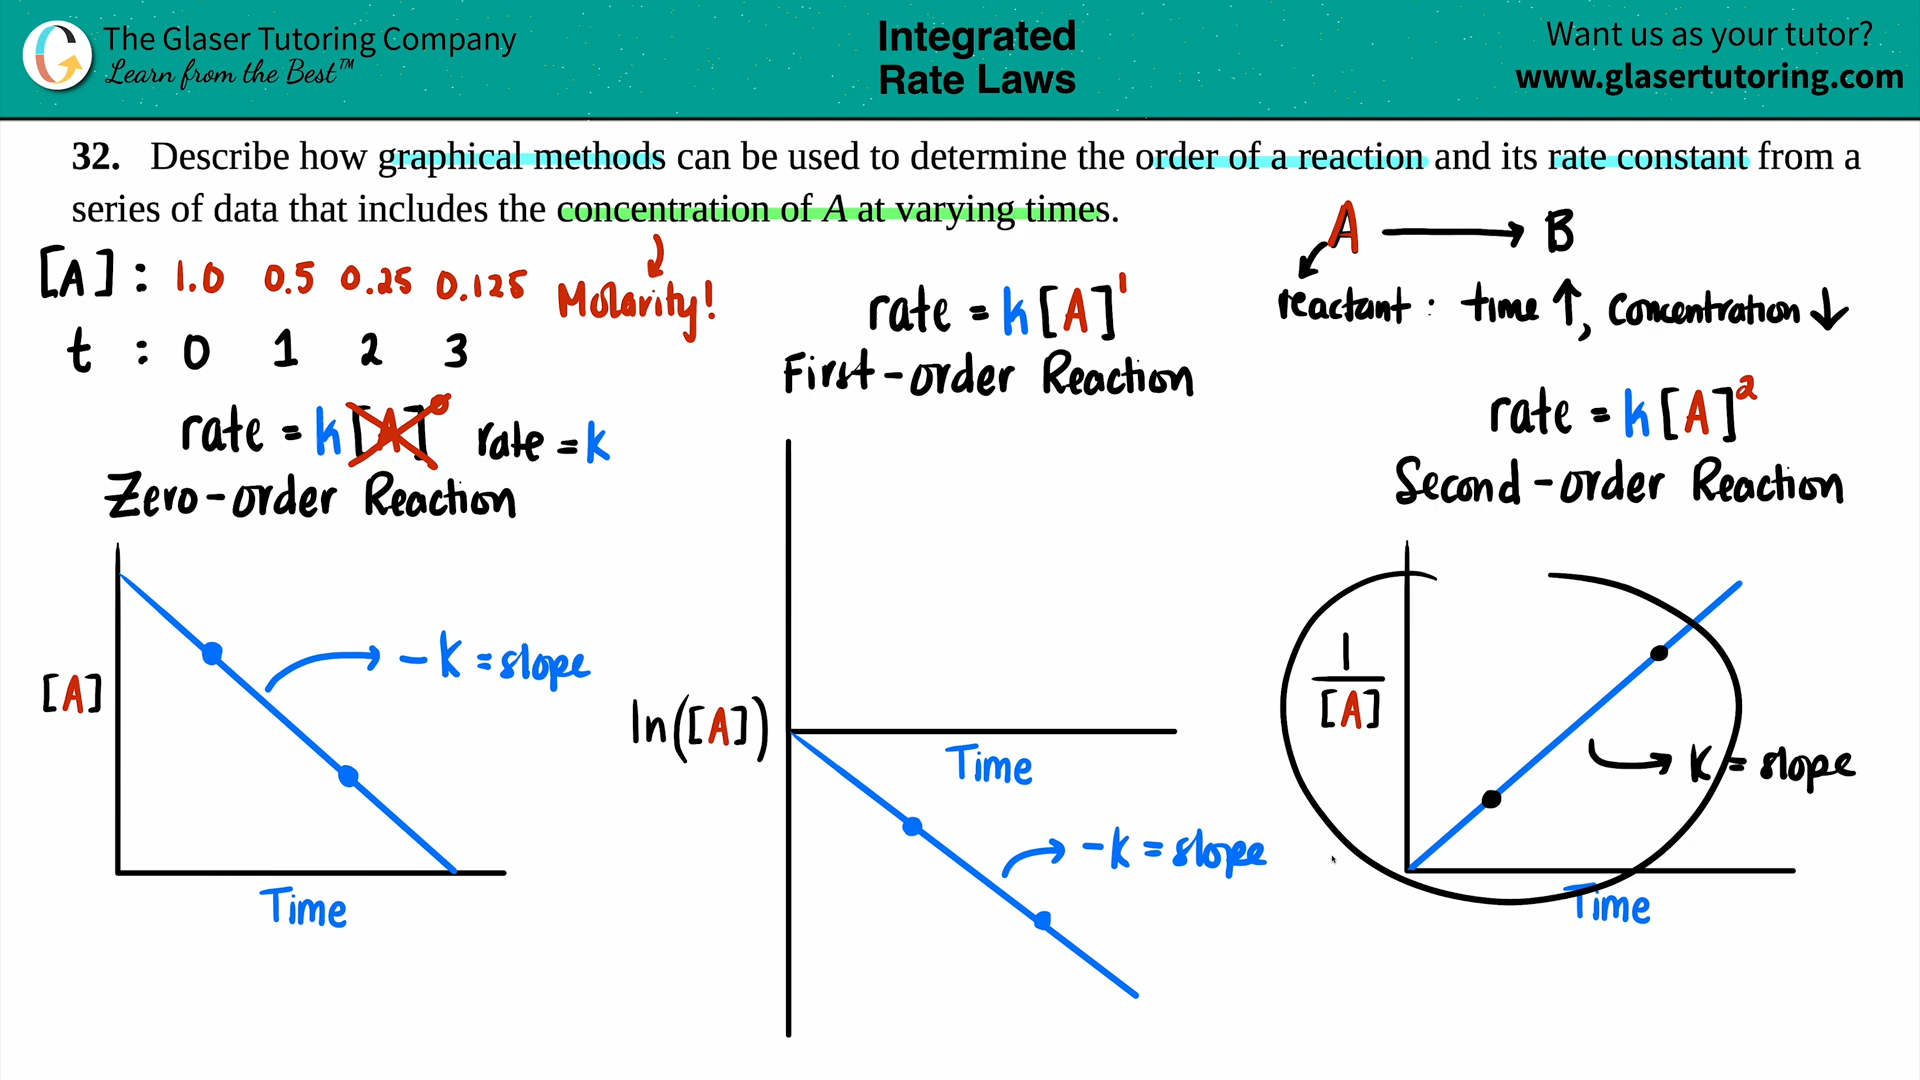 The Glaser Tutoring Company
Learn from the Best™
Integrated
Rate Laws
Want us as your tutor?
www.glasertutoring.com
32. Describe how graphical methods can be used to determine the order of a reaction and its rate constant from a
series of data that includes the concentration of A at varying times.
[A] : 1.0 0.5 0.25 0.125
Molarity!
t : 0 1 2 3
rate = k[A]⁰ rate = k
Zero-order Reaction
[A]
-k = slope
Time
rate = k[A]¹
First-order Reaction
ln([A])
Time
-k = slope
A → B
reactant : time ↑, concentration ↓
rate = k[A]²
Second-order Reaction
1
[A]
k = slope
Time